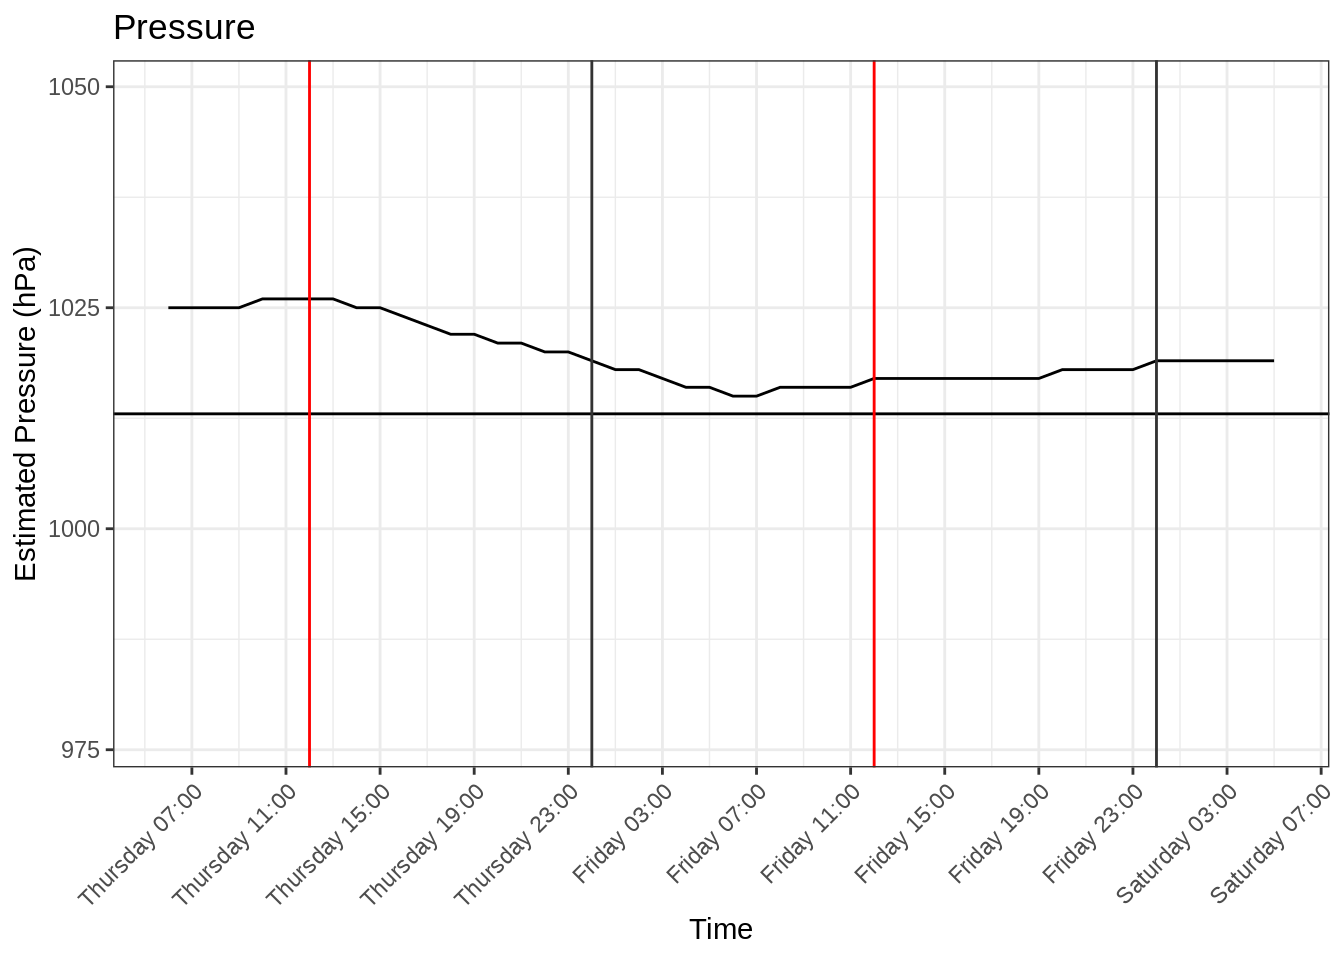 Pressure
Estimated Pressure (hPa)
1050
1025
1000
975
Thursday 07:00
Thursday 11:00
Thursday 15:00
Thursday 19:00
Thursday 23:00
Friday 03:00
Friday 07:00
Friday 11:00
Friday 15:00
Friday 19:00
Friday 23:00
Saturday 03:00
Saturday 07:00
Time